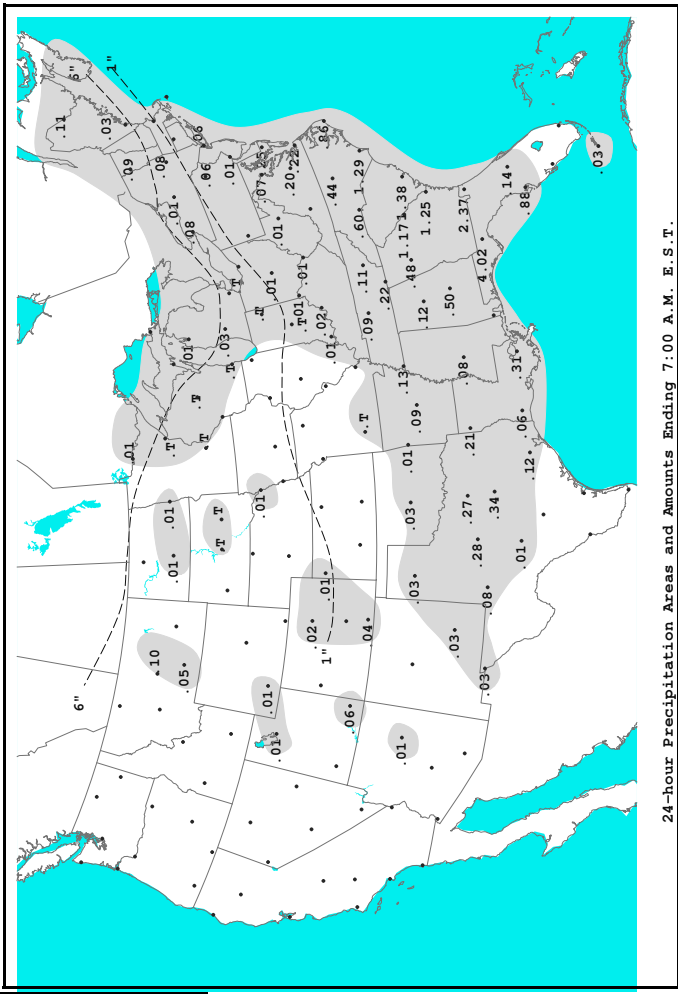 .11
6"
6"
.03 1"
.09
.01
.10 .08
.01 .01 T .01
.05 .01 .08
T .06
T .06
T T .03
T T .01
.01 T .07 .25
.01 .01
.01 .01
.20 .22
T .01 .01
.02 .02
1" .01 .01 .86
.44
.06 .60 1.29
.04 T .09 .11
.22
.01 .13 1.17 1.38
.03 .03 .01 .48
.09 .12 1.25
.03 .50
.08 2.37
.27 .21
.03 .08 .28 4.02
.34
.14
.01 .06 .31 .88
.12
.03
24-hour Precipitation Areas and Amounts Ending 7:00 A.M. E.S.T.